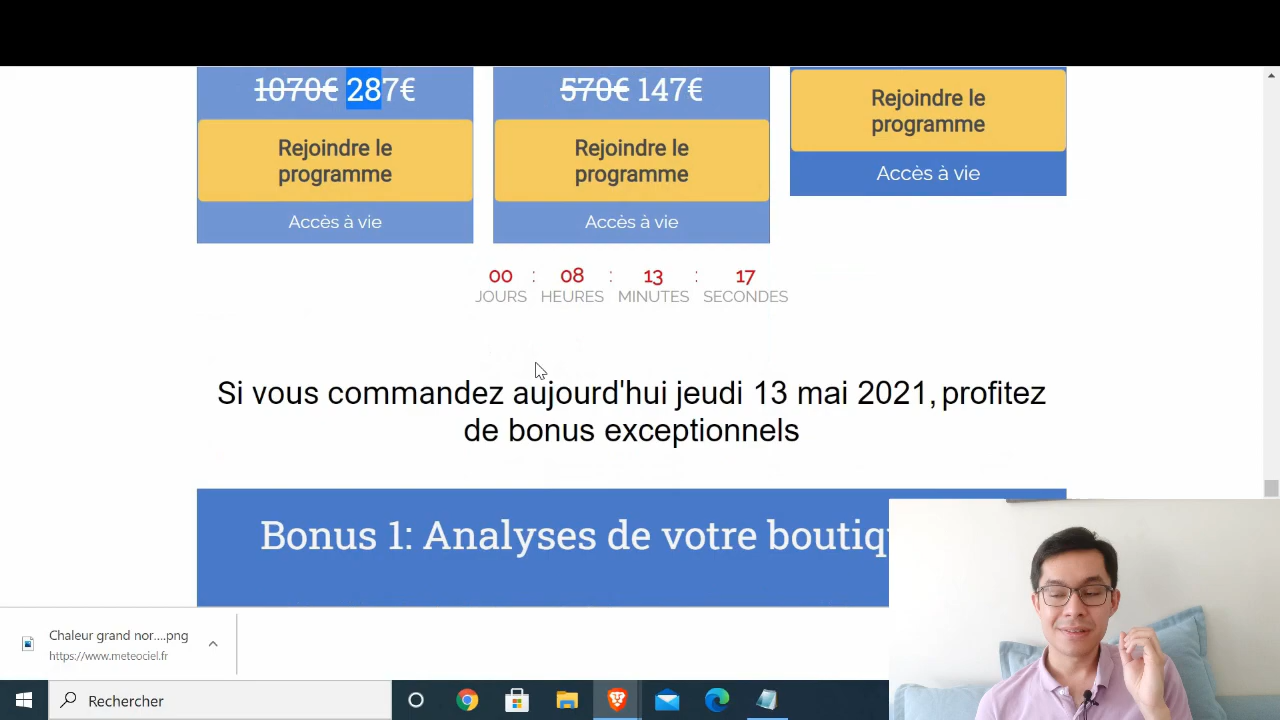 1070€ 287€
570€ 147€
Rejoindre le
programme
Rejoindre le
programme
Rejoindre le
programme
Accès à vie
Accès à vie
Accès à vie
00 : 08 : 13 : 17
JOURS HEURES MINUTES SECONDES
Si vous commandez aujourd'hui jeudi 13 mai 2021, profitez
de bonus exceptionnels
Bonus 1: Analyses de votre boutiq
Chaleur grand nor....png
https://www.meteociel.fr
Rechercher